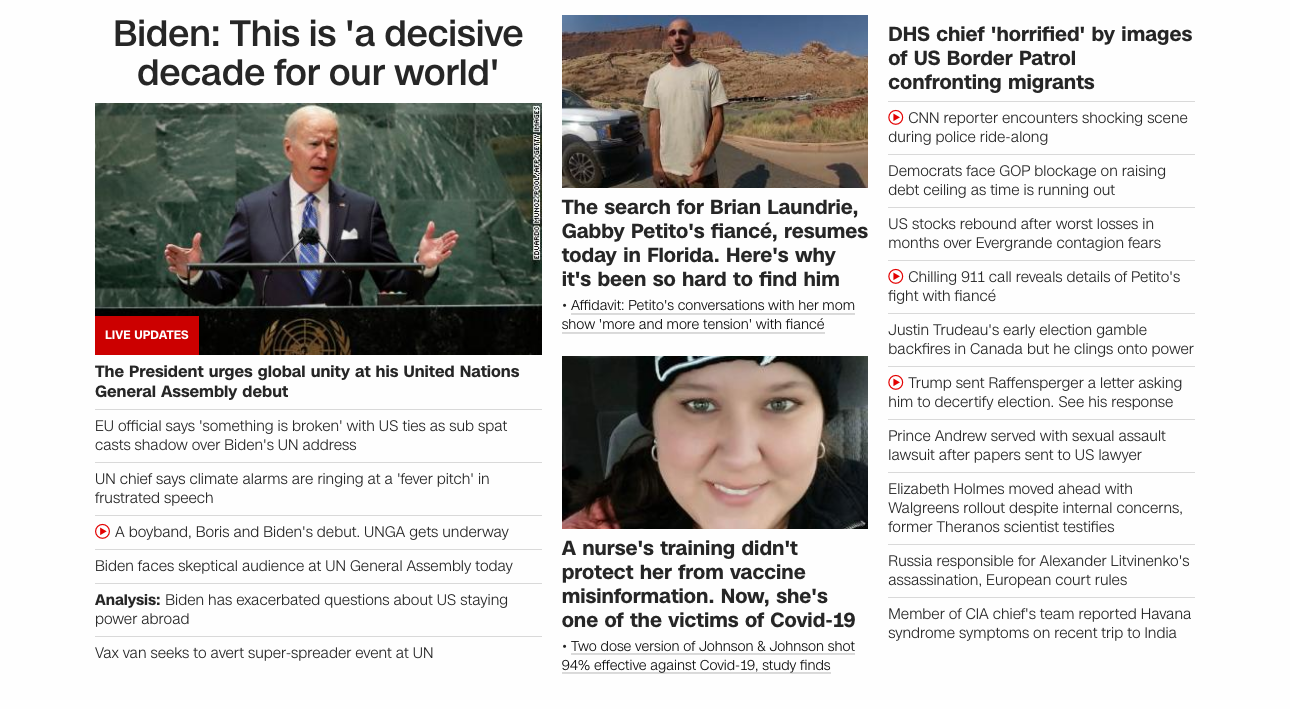 Biden: This is 'a decisive
decade for our world'
EDUARDO MUNOZ/POOL/AFP/GETTY IMAGES
LIVE UPDATES
The President urges global unity at his United Nations
General Assembly debut
EU official says 'something is broken' with US ties as sub spat
casts shadow over Biden's UN address
UN chief says climate alarms are ringing at a 'fever pitch' in
frustrated speech
A boyband, Boris and Biden's debut. UNGA gets underway
Biden faces skeptical audience at UN General Assembly today
Analysis: Biden has exacerbated questions about US staying
power abroad
Vax van seeks to avert super-spreader event at UN
The search for Brian Laundrie,
Gabby Petito's fiancé, resumes
today in Florida. Here's why
it's been so hard to find him
• Affidavit: Petito's conversations with her mom
show 'more and more tension' with fiancé
A nurse's training didn't
protect her from vaccine
misinformation. Now, she's
one of the victims of Covid-19
• Two dose version of Johnson & Johnson shot
94% effective against Covid-19, study finds
DHS chief 'horrified' by images
of US Border Patrol
confronting migrants
CNN reporter encounters shocking scene
during police ride-along
Democrats face GOP blockage on raising
debt ceiling as time is running out
US stocks rebound after worst losses in
months over Evergrande contagion fears
Chilling 911 call reveals details of Petito's
fight with fiancé
Justin Trudeau's early election gamble
backfires in Canada but he clings onto power
Trump sent Raffensperger a letter asking
him to decertify election. See his response
Prince Andrew served with sexual assault
lawsuit after papers sent to US lawyer
Elizabeth Holmes moved ahead with
Walgreens rollout despite internal concerns,
former Theranos scientist testifies
Russia responsible for Alexander Litvinenko's
assassination, European court rules
Member of CIA chief's team reported Havana
syndrome symptoms on recent trip to India